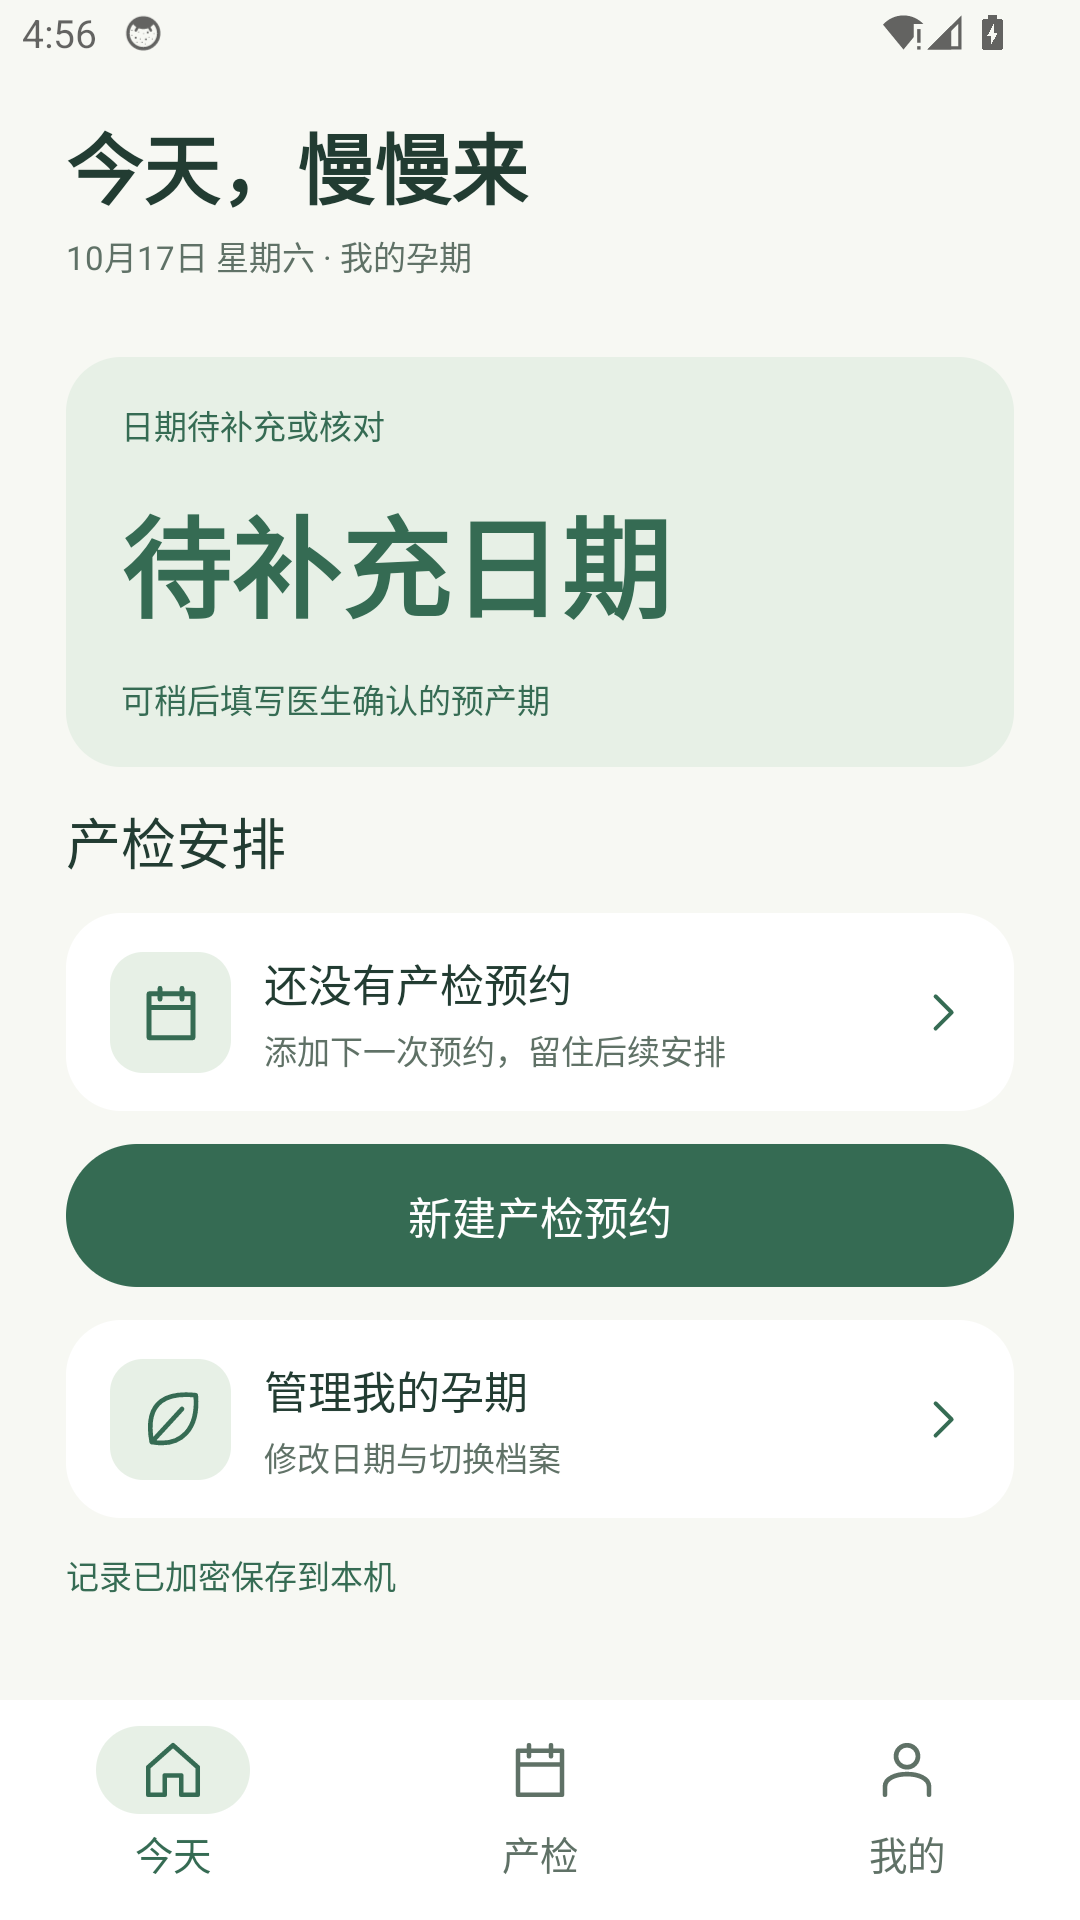 4:56
今天，慢慢来
10月17日 星期六 · 我的孕期
日期待补充或核对
待补充日期
可稍后填写医生确认的预产期
产检安排
还没有产检预约
添加下一次预约，留住后续安排
新建产检预约
管理我的孕期
修改日期与切换档案
记录已加密保存到本机
今天
产检
我的